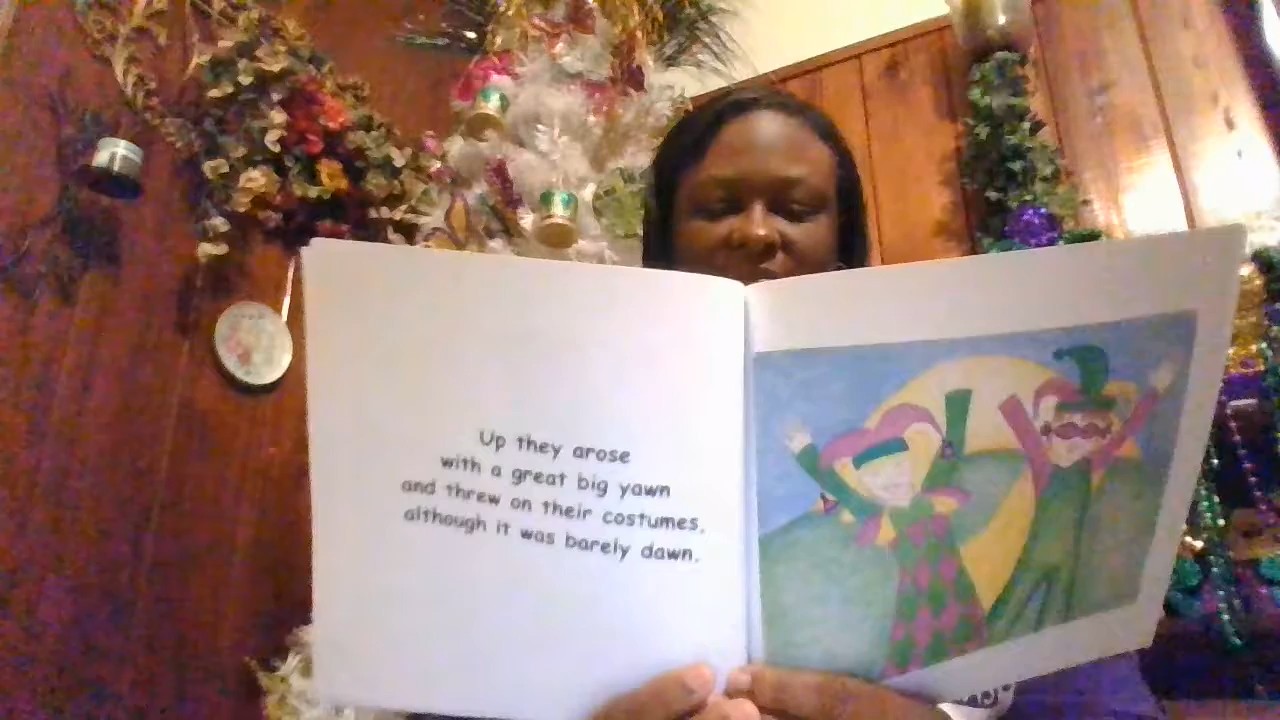 Up they arose
with a great big yawn
and threw on their costumes,
although it was barely dawn.